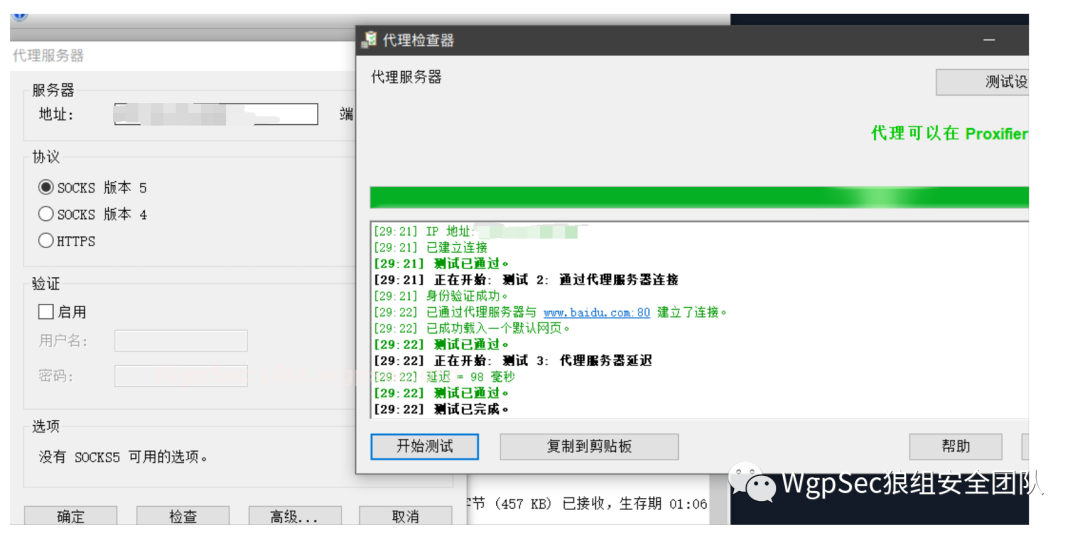 代理服务器
服务器
地址:
端
协议
SOCKS 版本 5
SOCKS 版本 4
HTTPS
验证
启用
用户名:
密码:
选项
没有 SOCKS5 可用的选项。
确定
检查
高级...
取消
代理检查器
代理服务器
测试设
代理可以在 Proxifier
[29:21] IP 地址:
[29:21] 已建立连接
[29:21] 测试已通过。
[29:21] 正在开始: 测试 2: 通过代理服务器连接
[29:21] 身份验证成功。
[29:22] 已通过代理服务器与 www.baidu.com:80 建立了连接。
[29:22] 已成功载入一个默认网页。
[29:22] 测试已通过。
[29:22] 正在开始: 测试 3: 代理服务器延迟
[29:22] 延迟 = 98 毫秒
[29:22] 测试已通过。
[29:22] 测试已完成。
开始测试
复制到剪贴板
帮助
字节 (457 KB) 已接收, 生存期 01:06
WgpSec狼组安全团队